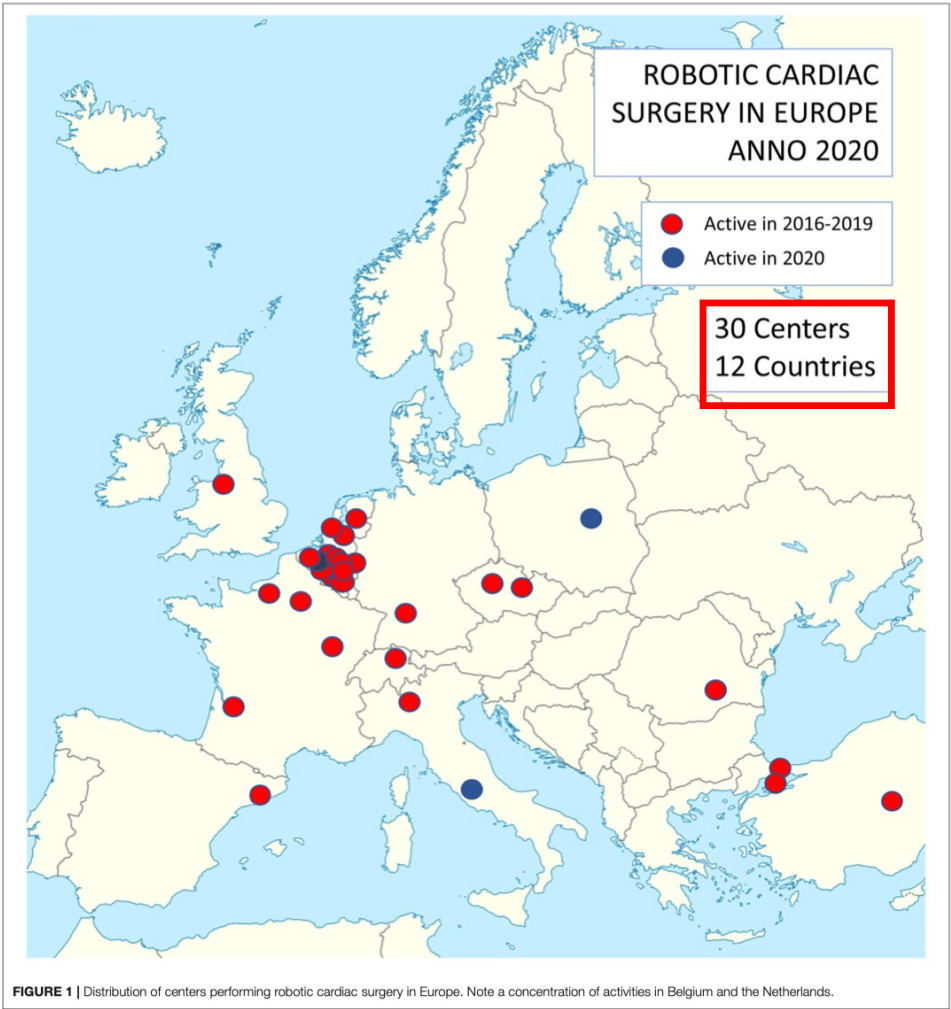 ROBOTIC CARDIAC
SURGERY IN EUROPE
ANNO 2020
Active in 2016-2019
Active in 2020
30 Centers
12 Countries
FIGURE 1 | Distribution of centers performing robotic cardiac surgery in Europe. Note a concentration of activities in Belgium and the Netherlands.